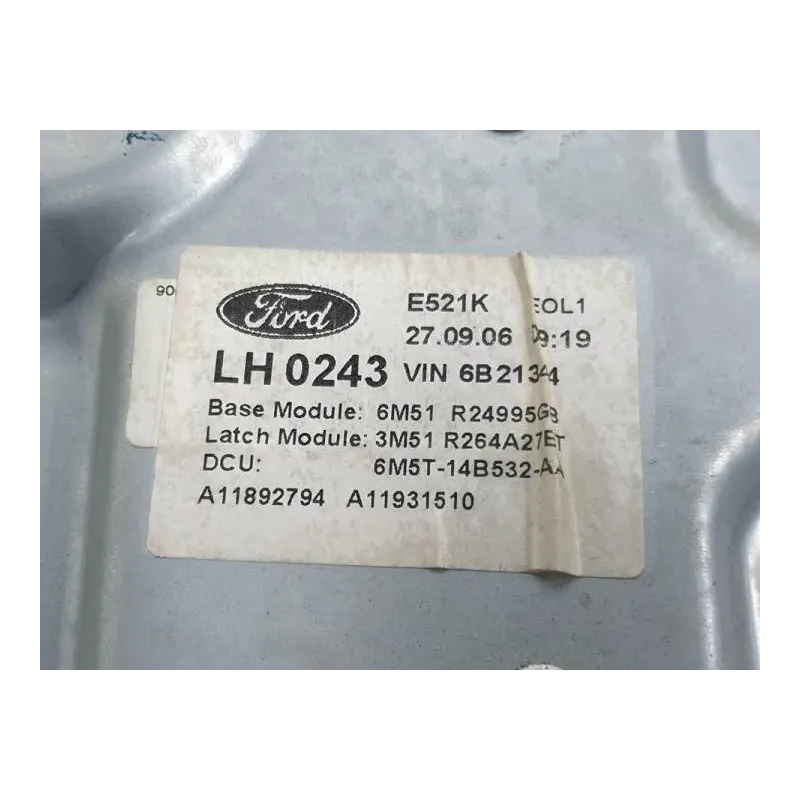 90
Ford
E521K EOL1
27.09.06 09:19
LH 0243 VIN 6B21344
Base Module: 6M51 R24995GB
Latch Module: 3M51 R264A27ET
DCU: 6M5T-14B532-AA
A11892794 A11931510